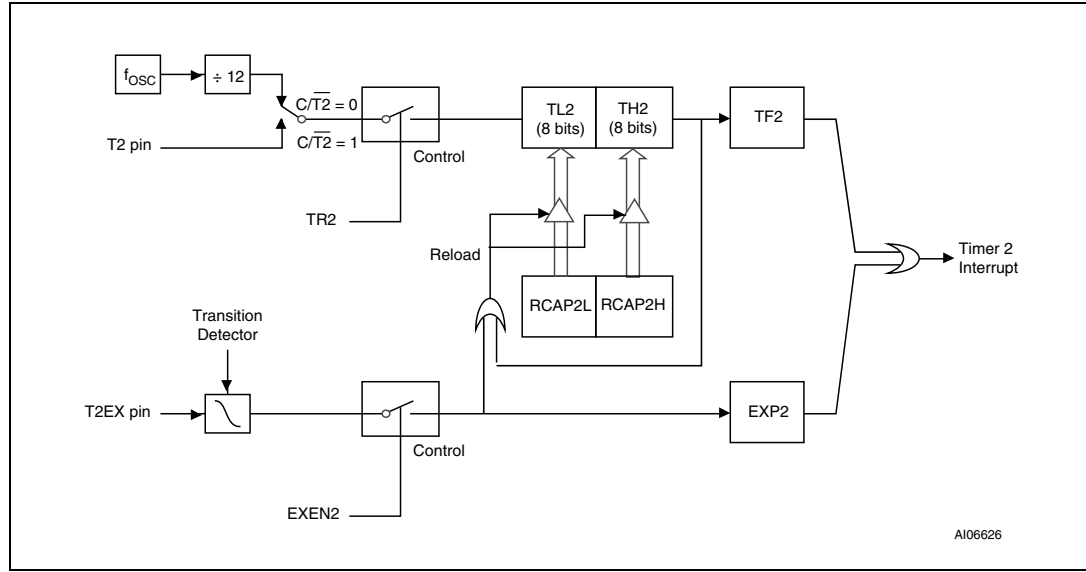 fOSC
÷ 12
C/T2 = 0
C/T2 = 1
T2 pin
Control
TR2
TL2
(8 bits)
TH2
(8 bits)
TF2
Reload
RCAP2L
RCAP2H
Timer 2
Interrupt
Transition
Detector
T2EX pin
Control
EXEN2
EXP2
AI06626